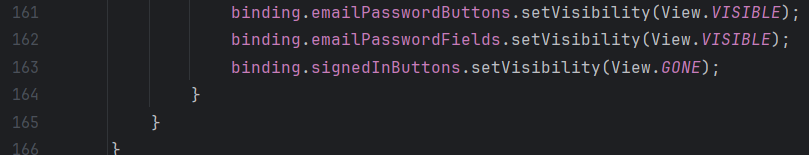 161 binding.emailPasswordButtons.setVisibility(View.VISIBLE);
162 binding.emailPasswordFields.setVisibility(View.VISIBLE);
163 binding.signedInButtons.setVisibility(View.GONE);
164 }
165 }
166 }